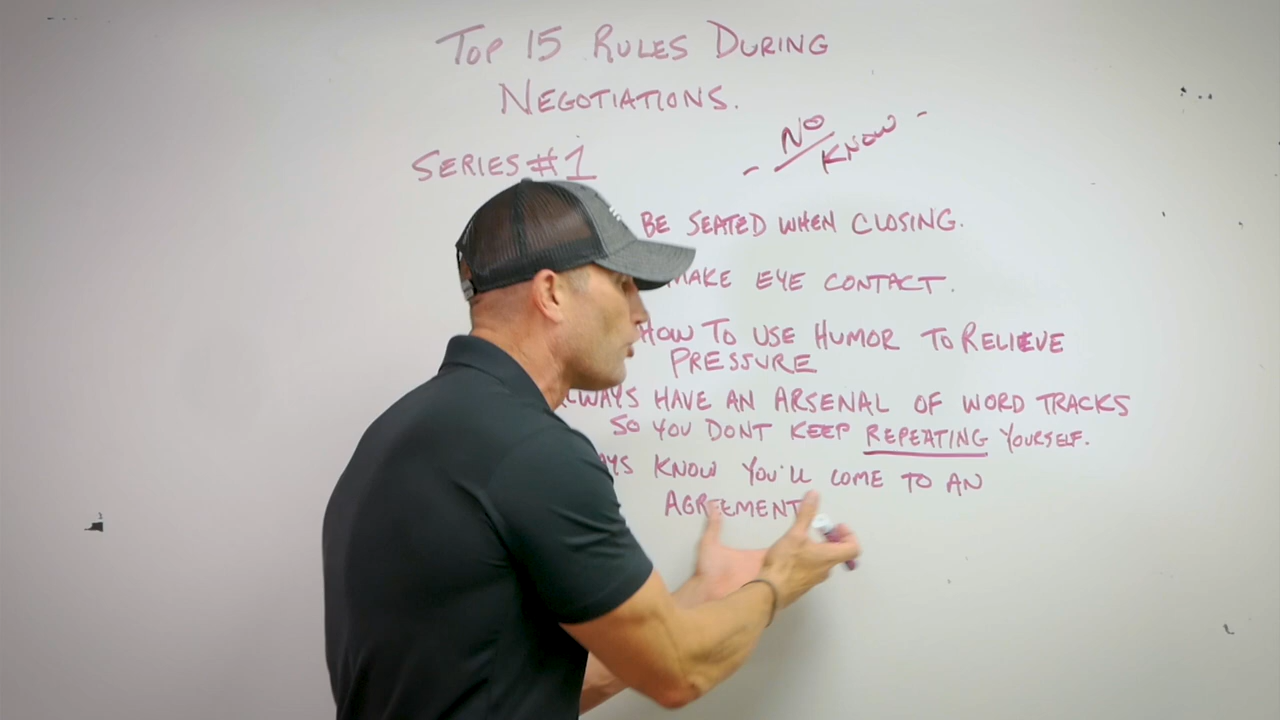 TOP 15 RULES DURING
NEGOTIATIONS.
SERIES #1
NO
KNOW
BE SEATED WHEN CLOSING.
MAKE EYE CONTACT.
HOW TO USE HUMOR TO RELIEVE
PRESSURE
LWAYS HAVE AN ARSENAL OF WORD TRACKS
SO YOU DONT KEEP REPEATING YOURSELF.
AYS KNOW YOU'LL COME TO AN
AGREEMENT